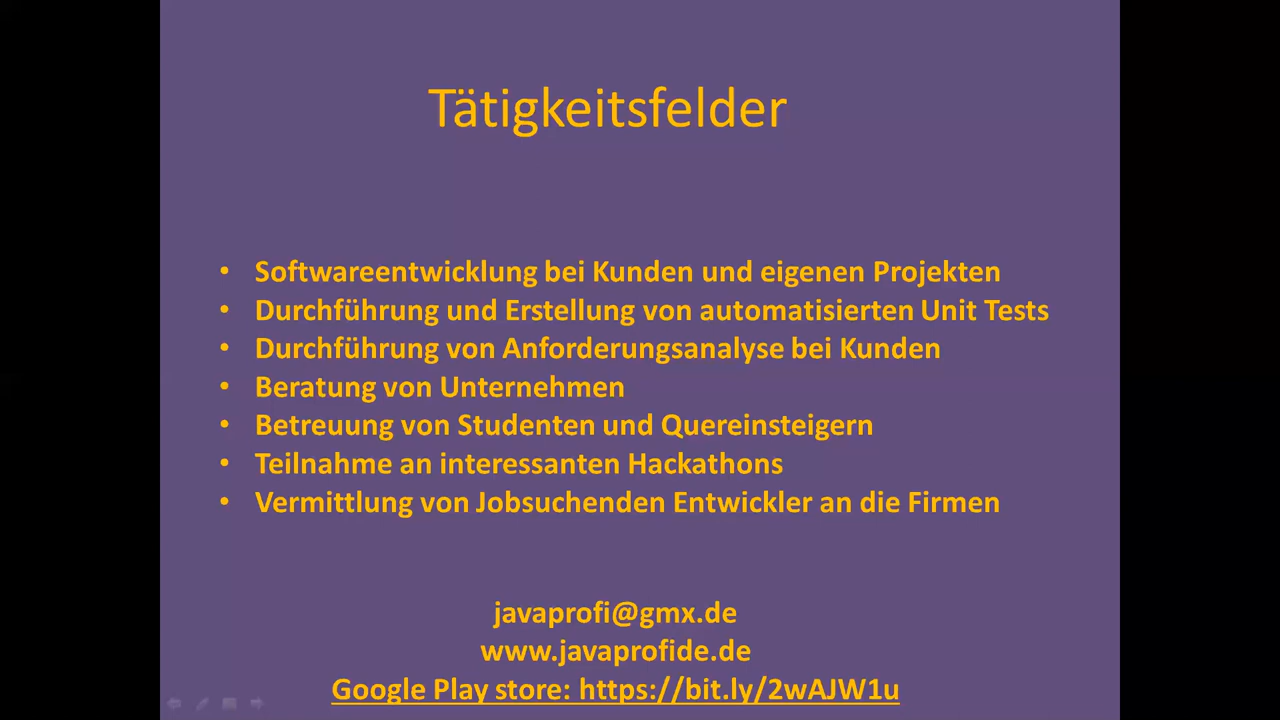 Tätigkeitsfelder
• Softwareentwicklung bei Kunden und eigenen Projekten
• Durchführung und Erstellung von automatisierten Unit Tests
• Durchführung von Anforderungsanalyse bei Kunden
• Beratung von Unternehmen
• Betreuung von Studenten und Quereinsteigern
• Teilnahme an interessanten Hackathons
• Vermittlung von Jobsuchenden Entwickler an die Firmen
javaprofi@gmx.de
www.javaprofide.de
Google Play store: https://bit.ly/2wAJW1u